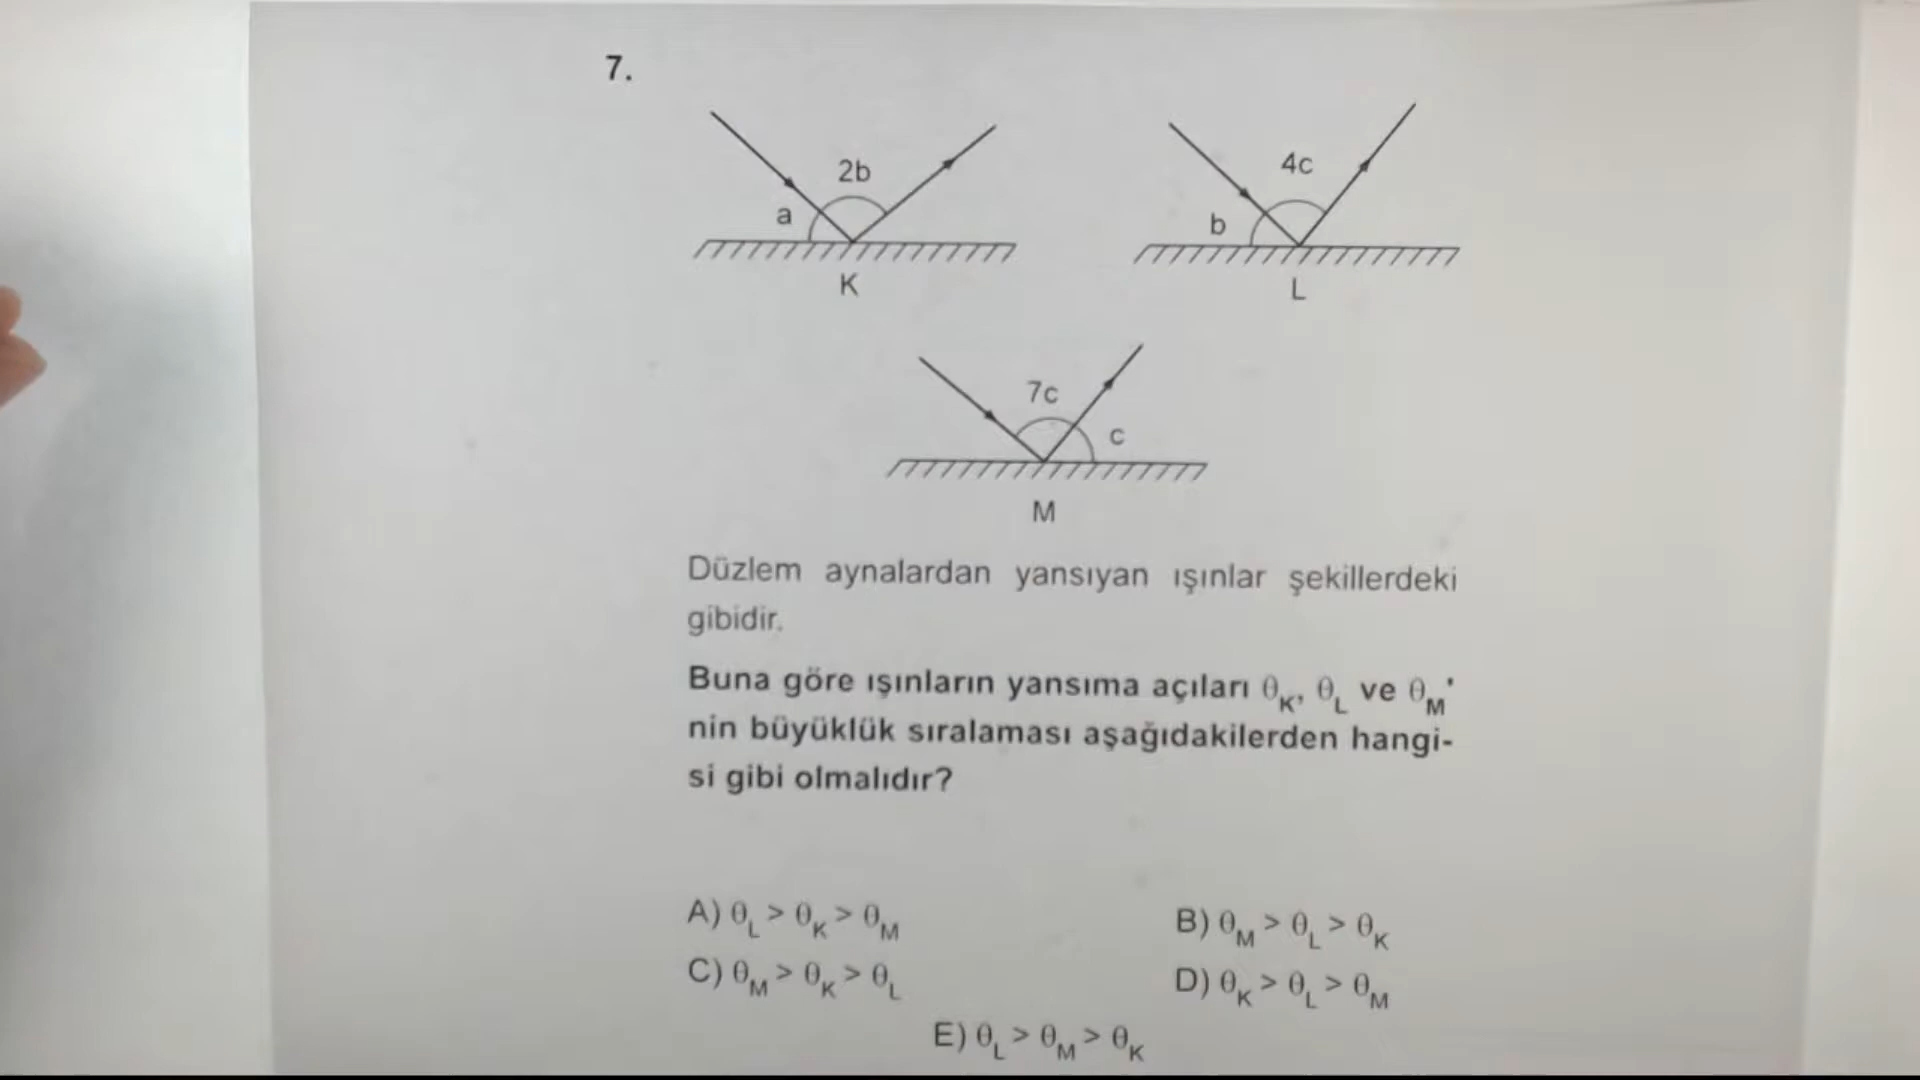 7.
2b
a
K
4c
b
L
7c
c
M
Düzlem aynalardan yansıyan ışınlar şekillerdeki
gibidir.
Buna göre ışınların yansıma açıları θK, θL ve θM'
nin büyüklük sıralaması aşağıdakilerden hangi-
si gibi olmalıdır?
A) θL > θK > θM
B) θM > θL > θK
C) θM > θK > θL
D) θK > θL > θM
E) θL > θM > θK